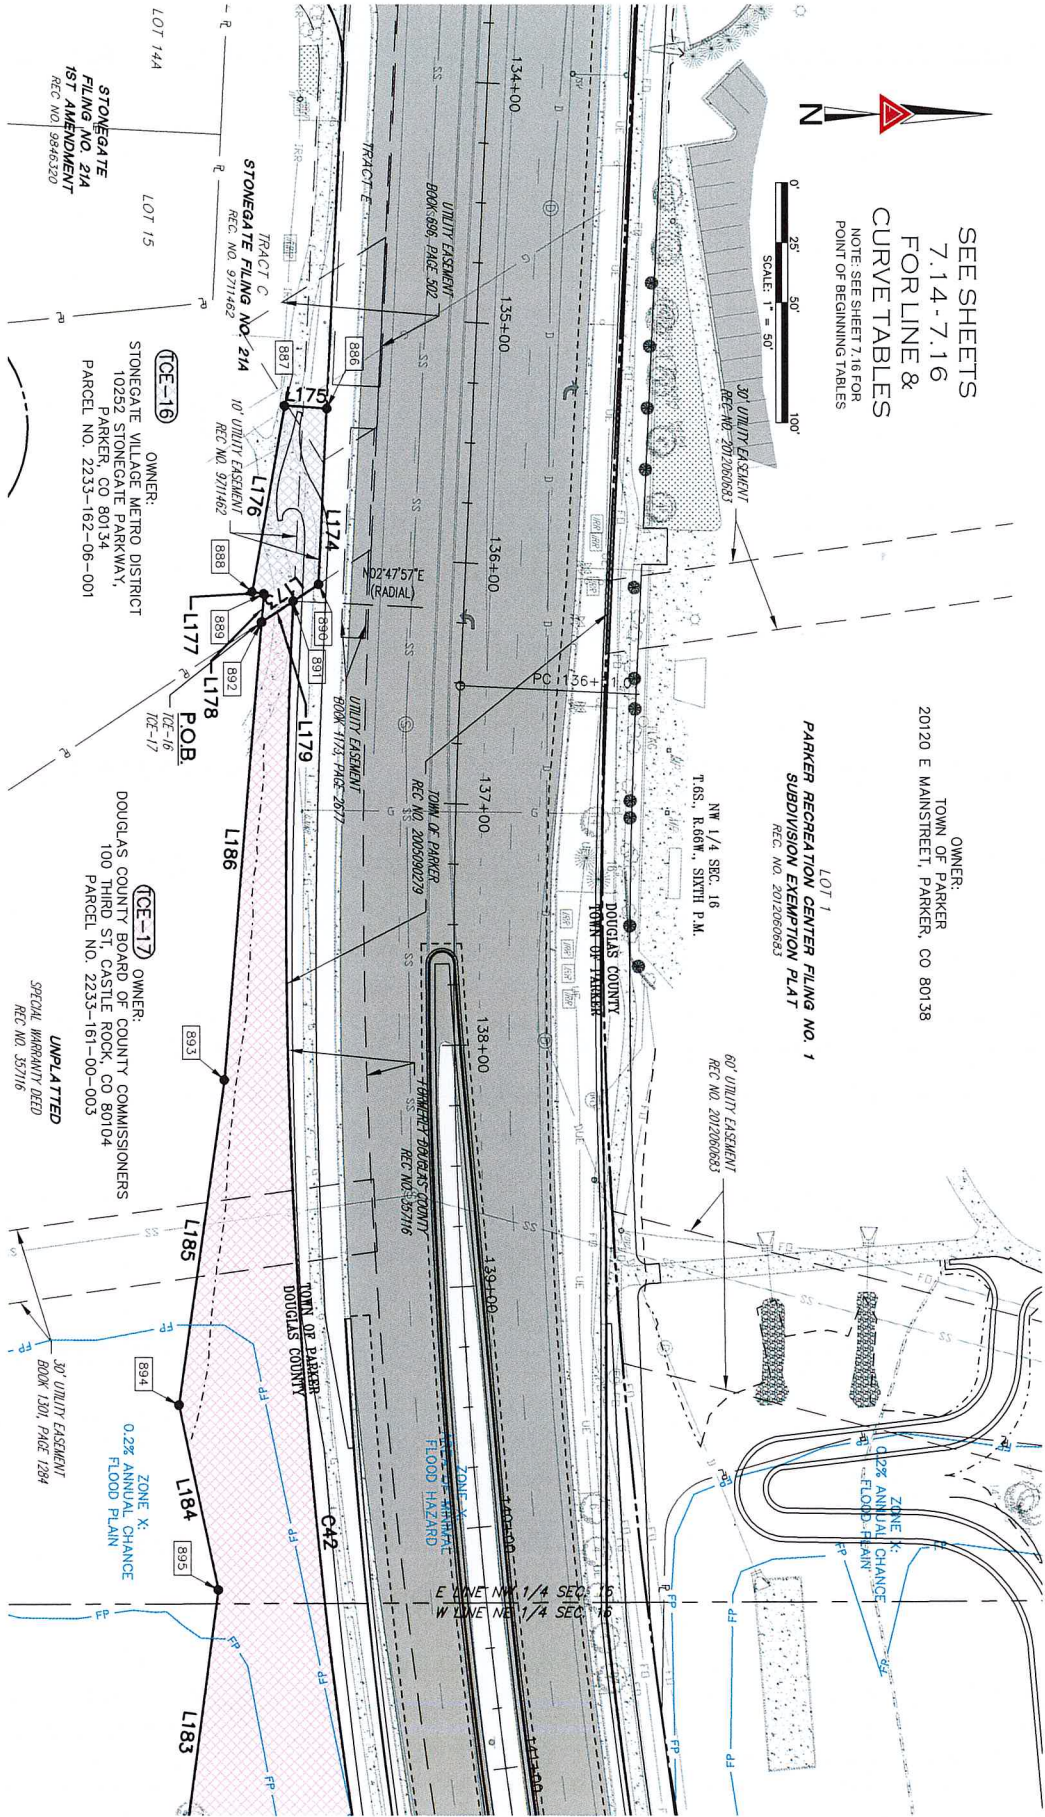 SEE SHEETS
7.14-7.16
FOR LINE &
CURVE TABLES
NOTE: SEE SHEET 7.16 FOR
POINT OF BEGINNING TABLES
N
0'
25'
50'
100'
SCALE: 1" = 50'
OWNER:
TOWN OF PARKER
20120 E MAINSTREET, PARKER, CO 80138
LOT 1
PARKER RECREATION CENTER FILING NO. 1
SUBDIVISION EXEMPTION PLAT
REC. NO. 2012060683
NW 1/4 SEC. 16
T.6S., R.66W., SIXTH P.M.
30' UTILITY EASEMENT
REC NO. 2012060683
60' UTILITY EASEMENT
REC NO. 2012060683
DOUGLAS COUNTY
TOWN OF PARKER
ZONE X:
0.2% ANNUAL CHANCE
FLOOD PLAIN
134+00
135+00
136+00
137+00
138+00
139+00
140+00
141+00
UTILITY EASEMENT
BOOK 696, PAGE 502
TRACT E
N02°47'57"E
(RADIAL)
UTILITY EASEMENT
BOOK 4173, PAGE 2677
TOWN OF PARKER
REC NO. 2005090279
FORMERLY DOUGLAS COUNTY
REC NO. 357116
ZONE X:
AREA OF MINIMAL
FLOOD HAZARD
E LINE NW 1/4 SEC. 16
W LINE NE 1/4 SEC. 16
TOWN OF PARKER
DOUGLAS COUNTY
TRACT C
STONEGATE FILING NO. 21A
REC. NO. 9711462
10' UTILITY EASEMENT
REC NO. 9711462
LOT 14A
LOT 15
STONEGATE
FILING NO. 21A
1ST AMENDMENT
REC NO. 9846320
886
887
888
889
890
891
892
893
894
895
L173
L174
L175
L176
L177
L178
L179
L183
L184
L185
L186
C42
P.O.B.
TCE-16
TCE-17
TCE-16
OWNER:
STONEGATE VILLAGE METRO DISTRICT
10252 STONEGATE PARKWAY,
PARKER, CO 80134
PARCEL NO. 2233-162-06-001
TCE-17
OWNER:
DOUGLAS COUNTY BOARD OF COUNTY COMMISSIONERS
100 THIRD ST, CASTLE ROCK, CO 80104
PARCEL NO. 2233-161-00-003
UNPLATTED
SPECIAL WARRANTY DEED
REC NO. 357116
30' UTILITY EASEMENT
BOOK 1301, PAGE 1284
ZONE X:
0.2% ANNUAL CHANCE
FLOOD PLAIN